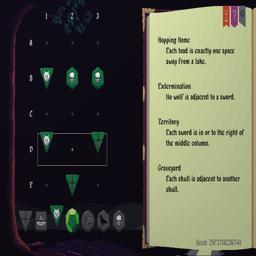 1 2 3
A
B
C
D
E
Hopping Home
Each toad is exactly one space
away from a lake.
Extermination
No wolf is adjacent to a sword.
Territory
Each sword is in or to the right of
the middle column.
Graveyard
Each skull is adjacent to another
skull.